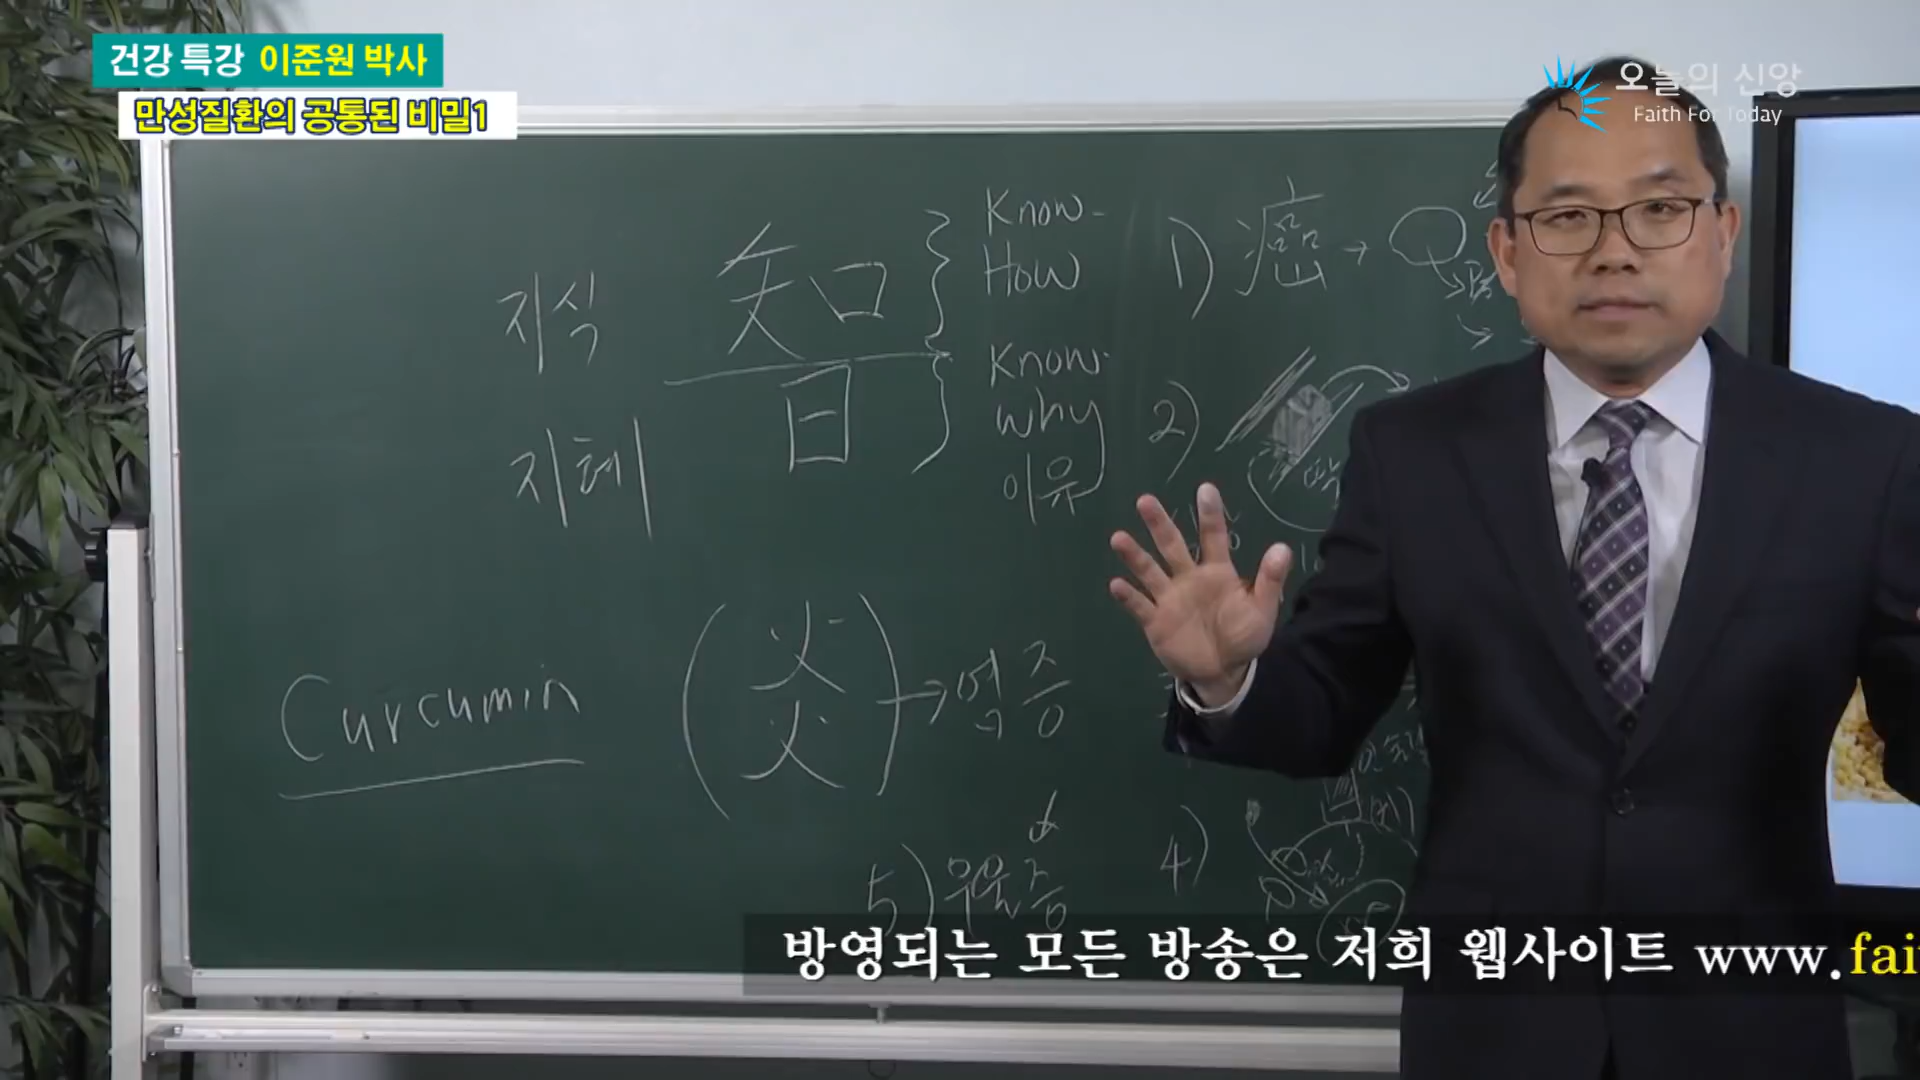 건강 특강 이준원 박사
만성질환의 공통된 비밀1
오늘의 신앙
Faith For Today
지식
知
Know-
How
日
지혜
Know-
why
이유
1) 癌 →
2)
Curcumin
(炎) → 염증
4)
5) 우울증
방영되는 모든 방송은 저희 웹사이트 www.fai